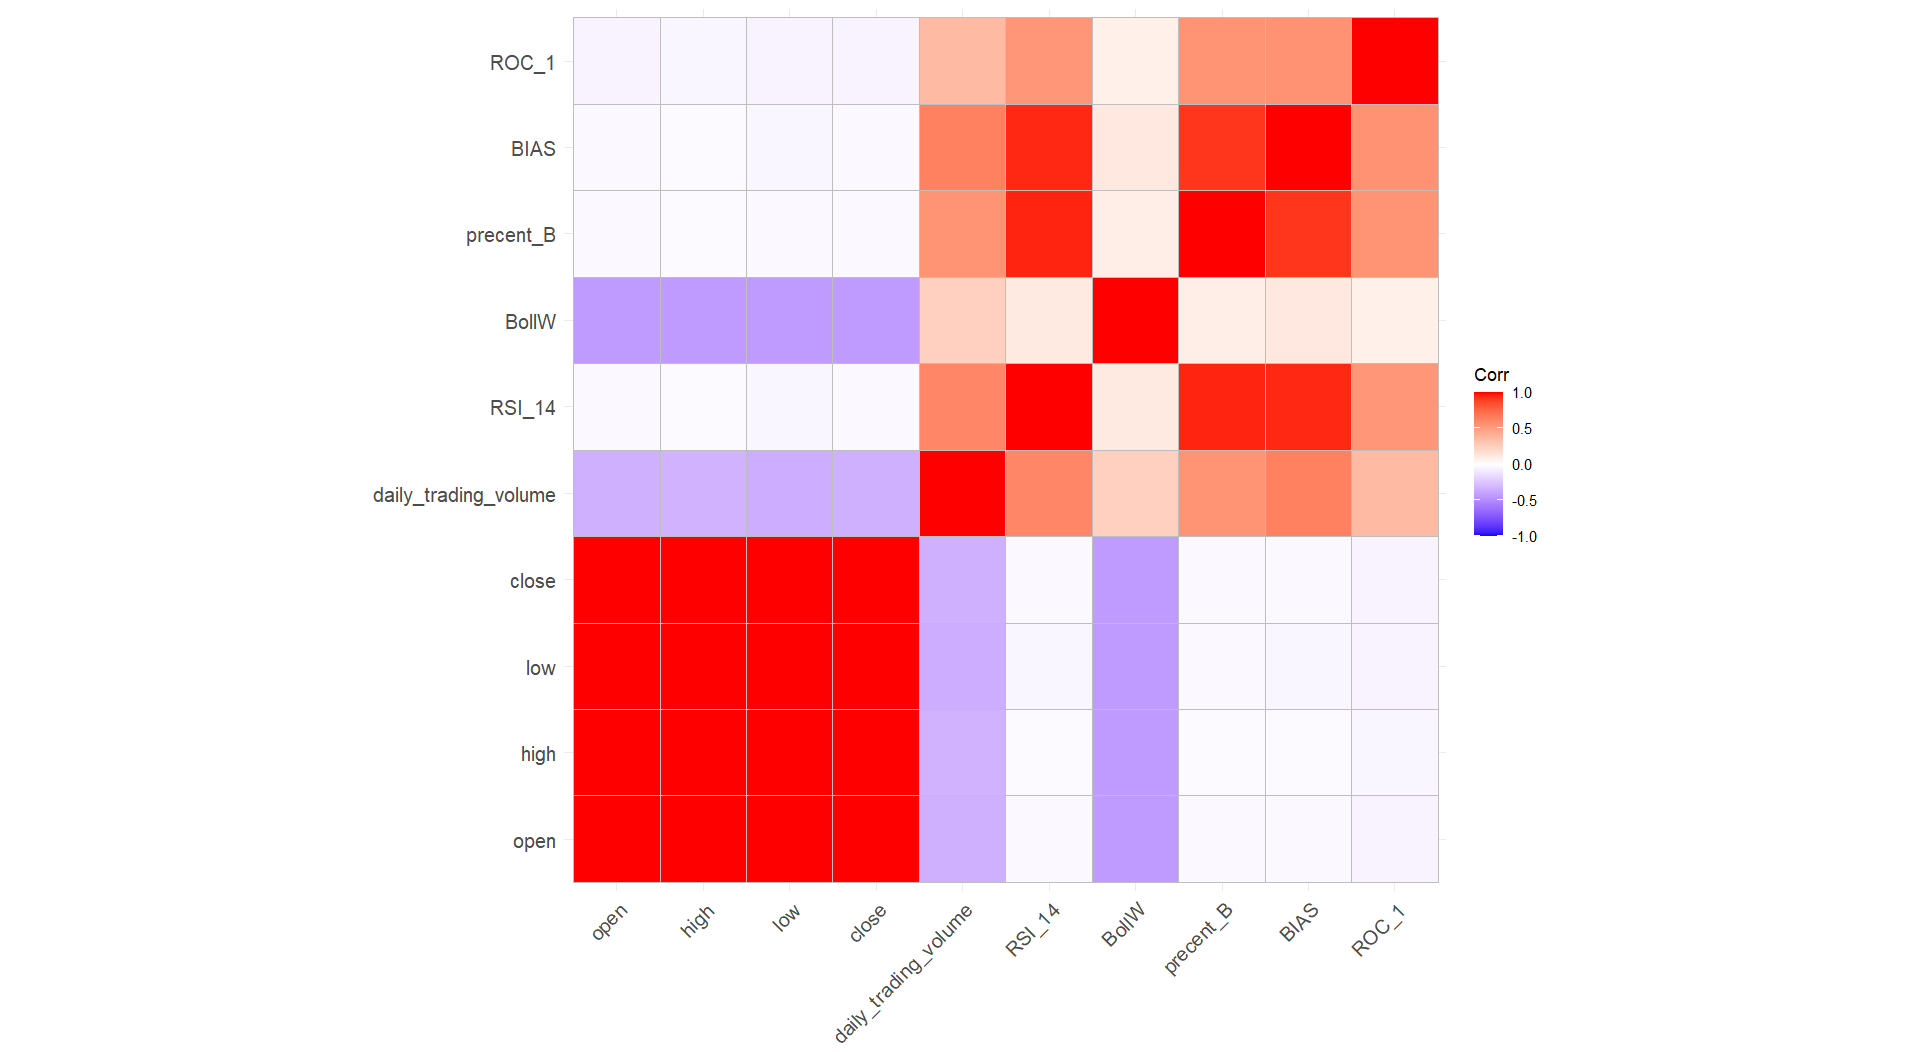 ROC_1
BIAS
precent_B
BollW
RSI_14
daily_trading_volume
close
low
high
open
open
high
low
close
daily_trading_volume
RSI_14
BollW
precent_B
BIAS
ROC_1
Corr
1.0
0.5
0.0
-0.5
-1.0